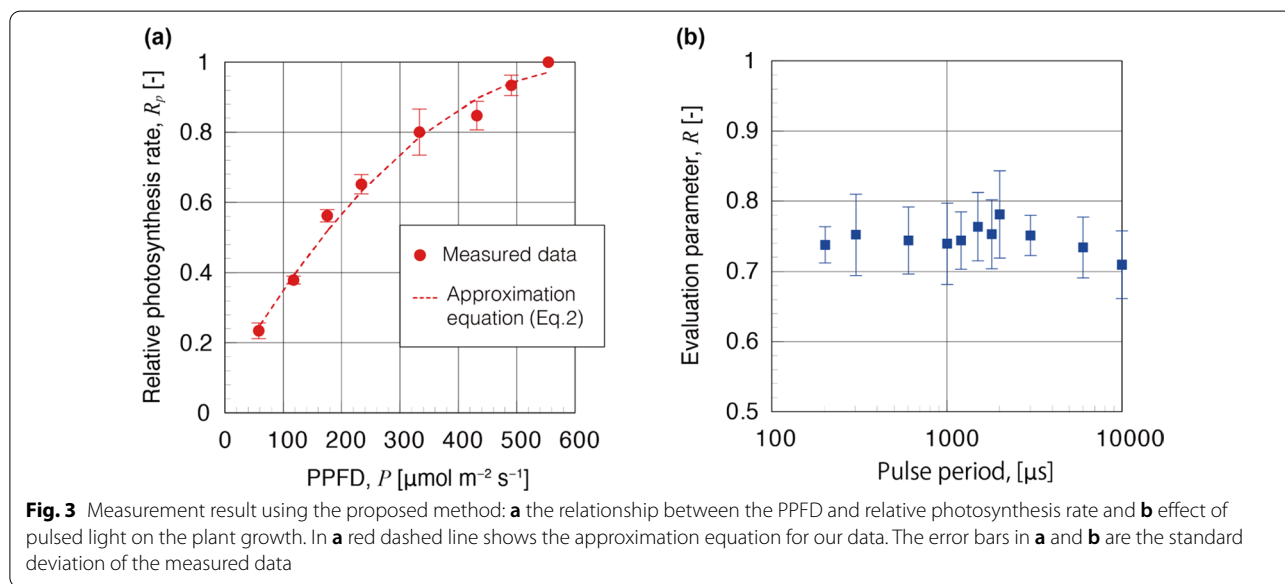 (a)
1
0.8
0.6
0.4
0.2
0
Relative photosynthesis rate, Rₚ [-]
Measured data
Approximation
equation (Eq.2)
0 100 200 300 400 500 600
PPFD, P [μmol m⁻² s⁻¹]
(b)
1
0.9
0.8
0.7
0.6
0.5
Evaluation parameter, R [-]
100 1000 10000
Pulse period, [μs]
Fig. 3 Measurement result using the proposed method: a the relationship between the PPFD and relative photosynthesis rate and b effect of
pulsed light on the plant growth. In a red dashed line shows the approximation equation for our data. The error bars in a and b are the standard
deviation of the measured data